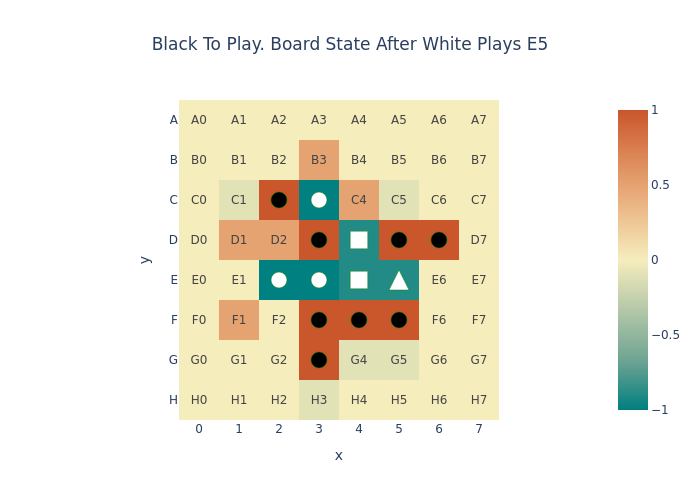 Black To Play. Board State After White Plays E5
A A0 A1 A2 A3 A4 A5 A6 A7
B B0 B1 B2 B3 B4 B5 B6 B7
C C0 C1 C4 C5 C6 C7
D D0 D1 D2 D7
E E0 E1 E6 E7
F F0 F1 F2 F6 F7
G G0 G1 G2 G4 G5 G6 G7
H H0 H1 H2 H3 H4 H5 H6 H7
0 1 2 3 4 5 6 7
x
y
1
0.5
0
−0.5
−1